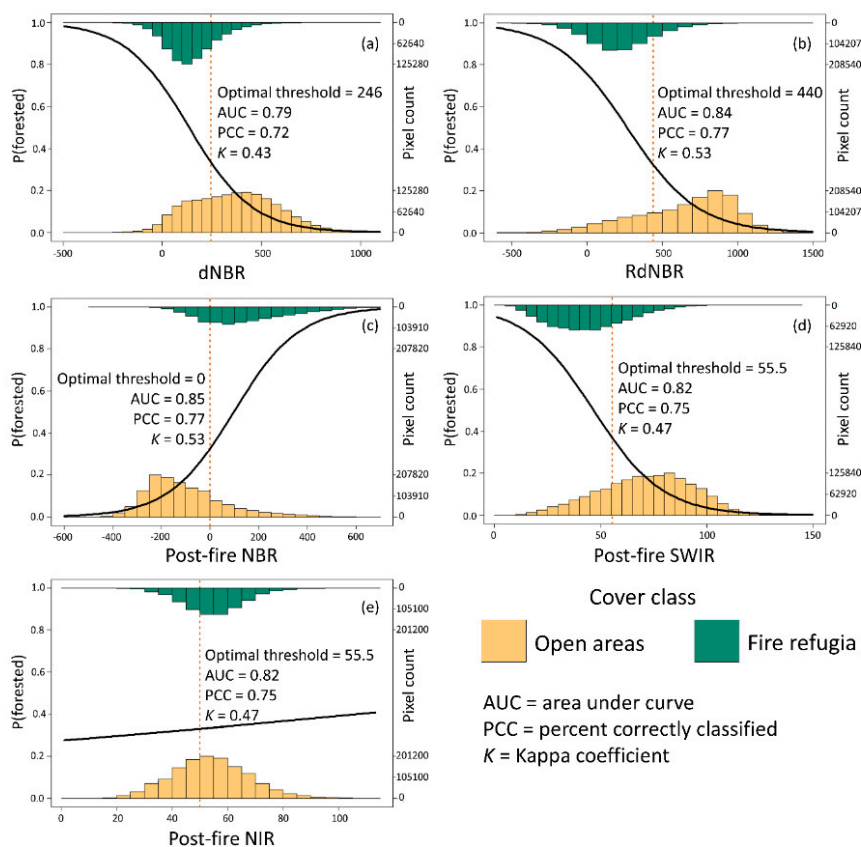 (a)
1.0
0.8
0.6
0.4
0.2
0.0
P(forested)
Optimal threshold = 246
AUC = 0.79
PCC = 0.72
K = 0.43
0
62540
125280
Pixel count
125280
62540
0
-500
0
500
1000
dNBR
(b)
1.0
0.8
0.6
0.4
0.2
0.0
P(forested)
Optimal threshold = 440
AUC = 0.84
PCC = 0.77
K = 0.53
0
104207
208540
Pixel count
208540
104207
0
-500
0
500
1000
1500
RdNBR
(c)
1.0
0.8
0.6
0.4
0.2
0.0
P(forested)
Optimal threshold = 0
AUC = 0.85
PCC = 0.77
K = 0.53
0
103910
207820
Pixel count
207820
103910
0
-600
-400
-200
0
200
400
600
Post-fire NBR
(d)
1.0
0.8
0.6
0.4
0.2
0.0
P(forested)
Optimal threshold = 55.5
AUC = 0.82
PCC = 0.75
K = 0.47
0
62920
125840
Pixel count
125840
62920
0
0
50
100
150
Post-fire SWIR
(e)
1.0
0.8
0.6
0.4
0.2
0.0
P(forested)
Optimal threshold = 55.5
AUC = 0.82
PCC = 0.75
K = 0.47
0
105100
201200
Pixel count
201200
105100
0
0
20
40
60
80
100
Post-fire NIR
Cover class
Open areas
Fire refugia
AUC = area under curve
PCC = percent correctly classified
K = Kappa coefficient